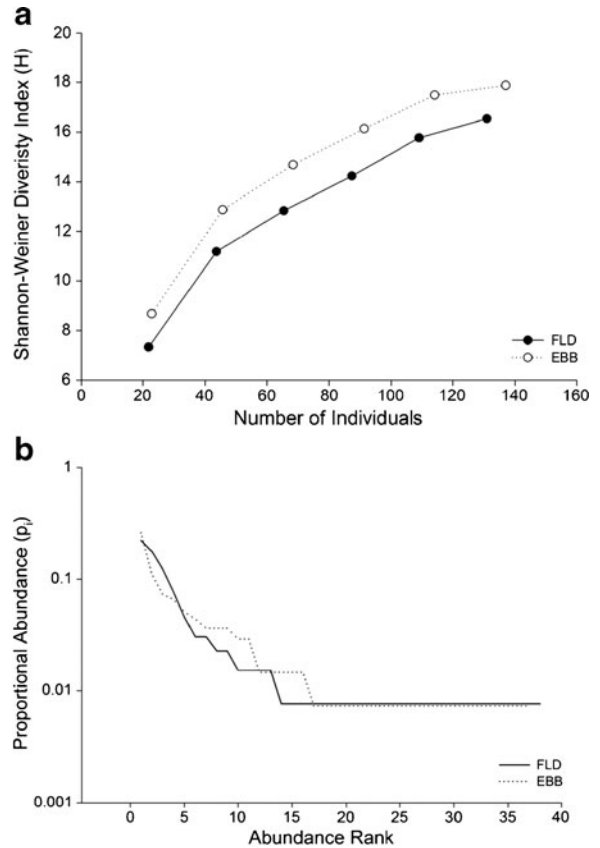 a
Shannon-Weiner Diveristy Index (H)
20
18
16
14
12
10
8
6
0 20 40 60 80 100 120 140 160
Number of Individuals
FLD
EBB
b
Proportional Abundance (pi)
1
0.1
0.01
0.001
0 5 10 15 20 25 30 35 40
Abundance Rank
FLD
EBB